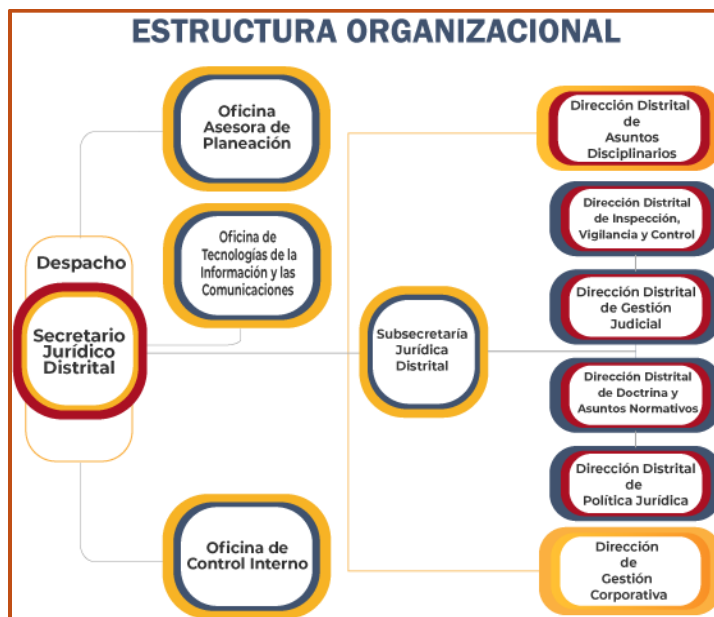 ESTRUCTURA ORGANIZACIONAL
Oficina
Asesora de
Planeación
Oficina de
Tecnologías de la
Información y las
Comunicaciones
Despacho
Secretario
Jurídico
Distrital
Oficina de
Control Interno
Subsecretaría
Jurídica
Distrital
Dirección Distrital
de
Asuntos
Disciplinarios
Dirección Distrital
de Inspección,
Vigilancia y Control
Dirección Distrital
de Gestión
Judicial
Dirección Distrital
de Doctrina y
Asuntos Normativos
Dirección Distrital
de
Política Jurídica
Dirección
de
Gestión
Corporativa